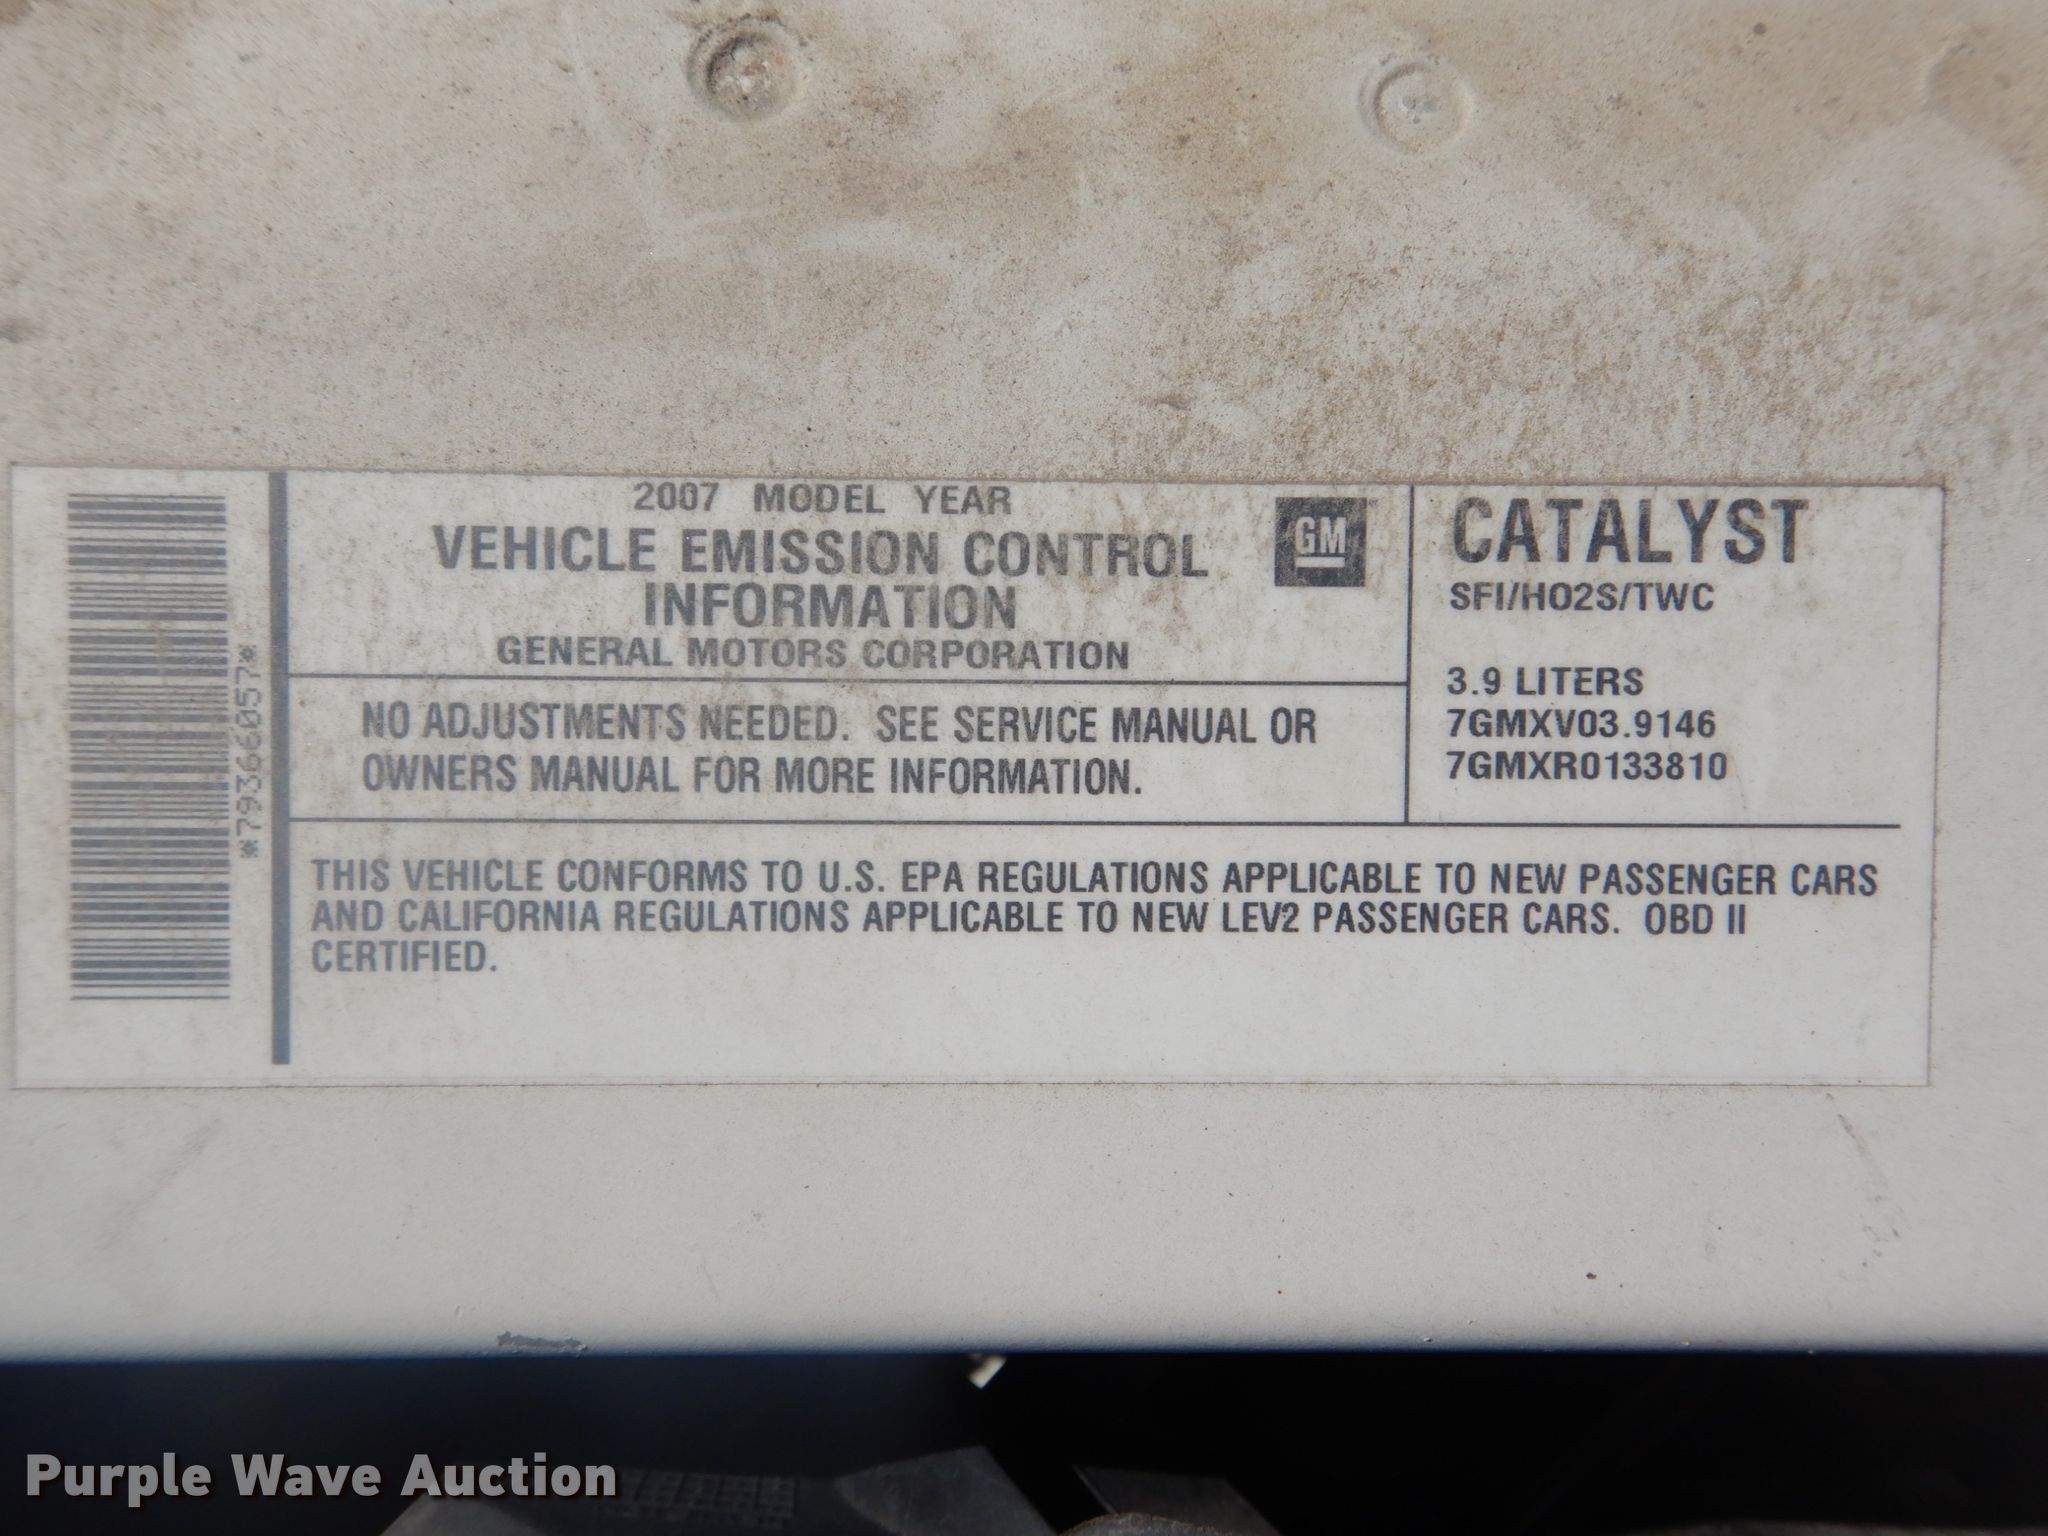 *79366057*
2007 MODEL YEAR
VEHICLE EMISSION CONTROL
INFORMATION
GENERAL MOTORS CORPORATION
GM
NO ADJUSTMENTS NEEDED. SEE SERVICE MANUAL OR
OWNERS MANUAL FOR MORE INFORMATION.
CATALYST
SFI/HO2S/TWC
3.9 LITERS
7GMXV03.9146
7GMXR0133810
THIS VEHICLE CONFORMS TO U.S. EPA REGULATIONS APPLICABLE TO NEW PASSENGER CARS
AND CALIFORNIA REGULATIONS APPLICABLE TO NEW LEV2 PASSENGER CARS. OBD II
CERTIFIED.
Purple Wave Auction